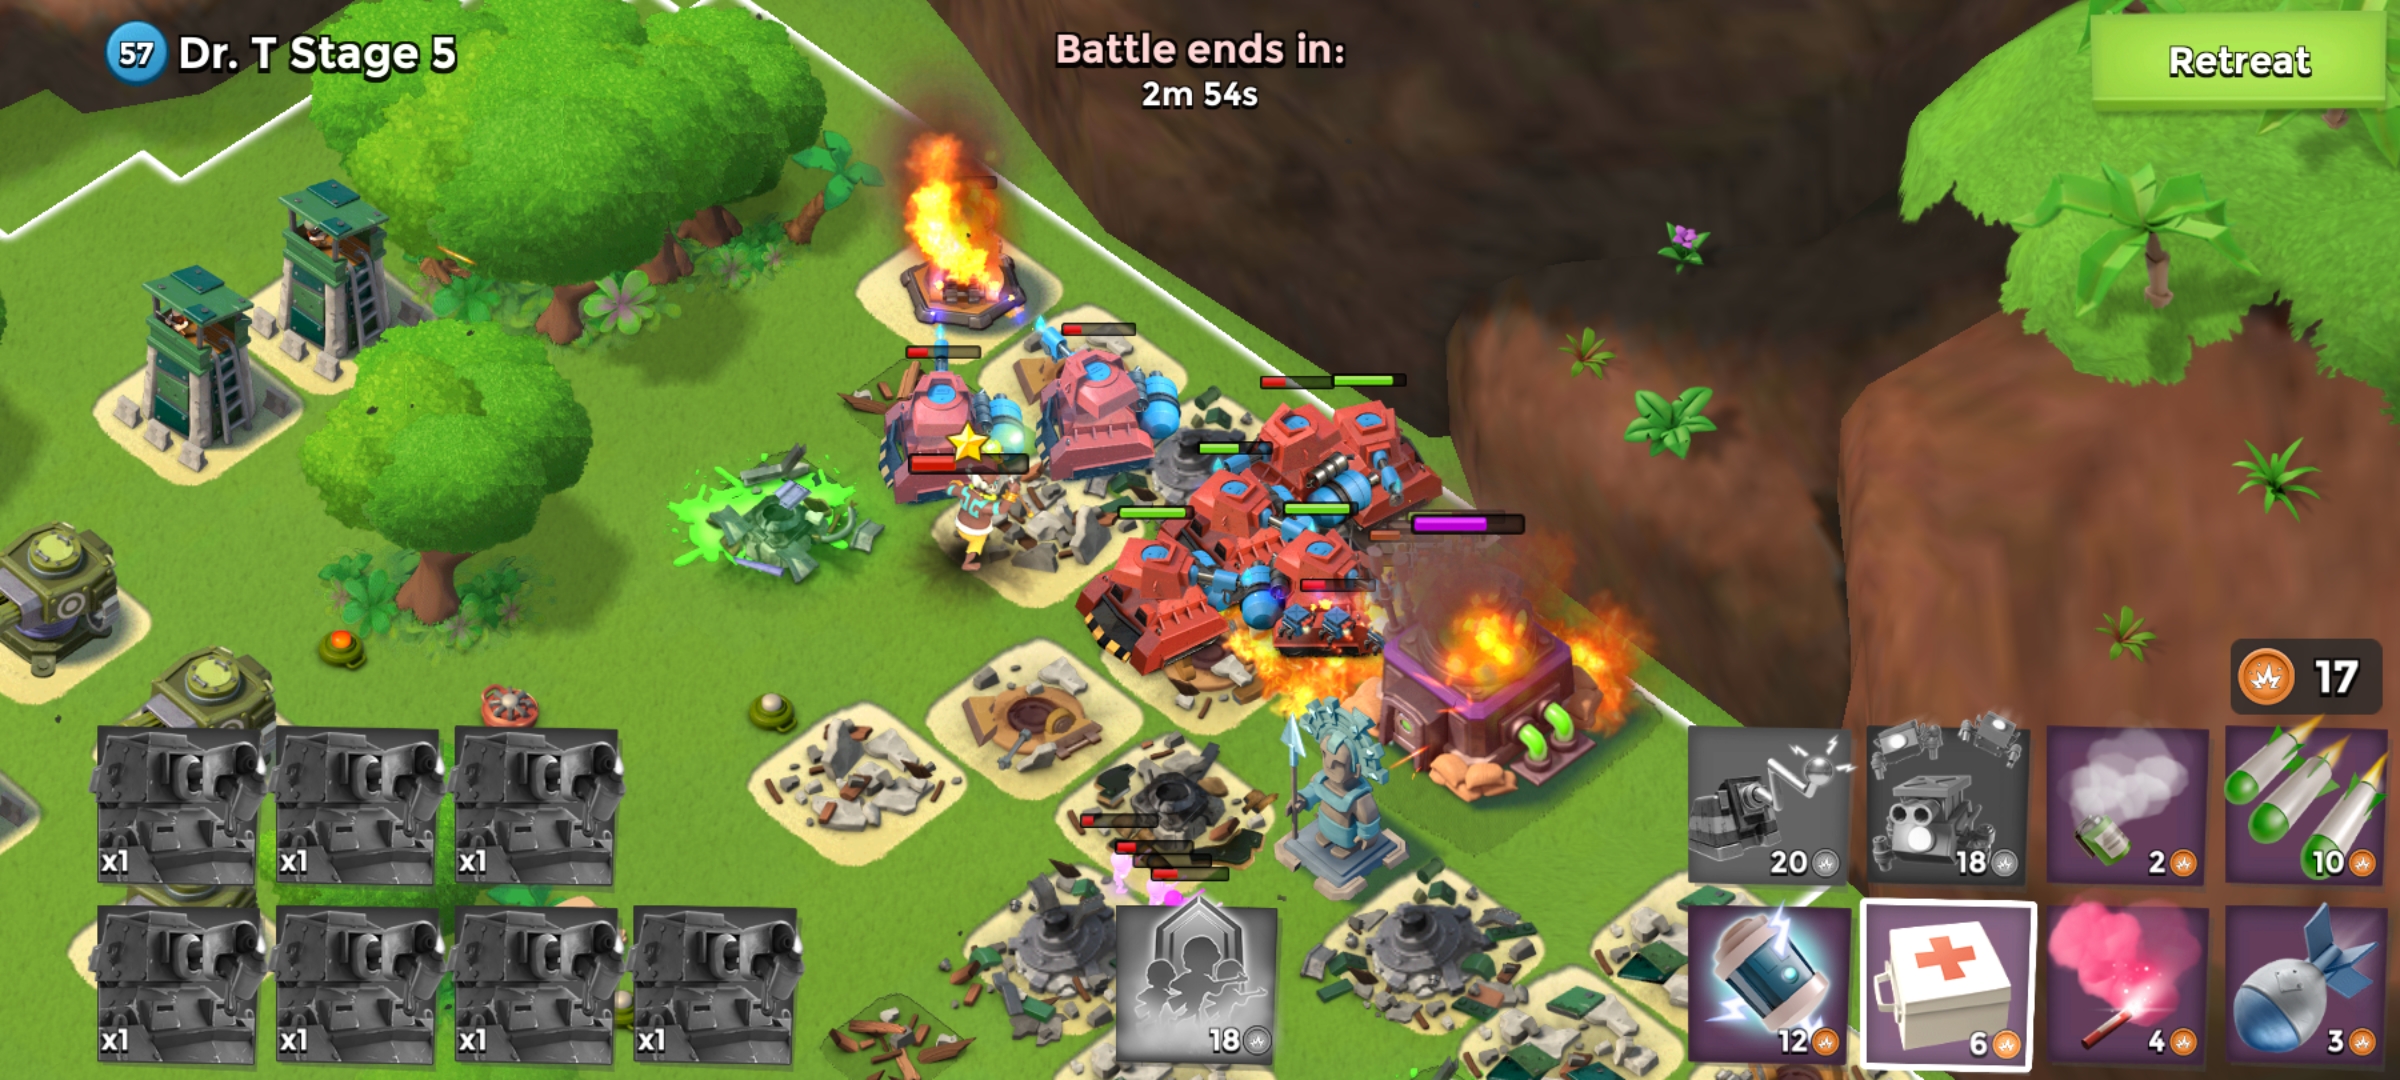 57 Dr. T Stage 5
Battle ends in:
2m 54s
Retreat
17
x1 x1 x1
20 18 2 10
x1 x1 x1 x1
18
12 6 4 3